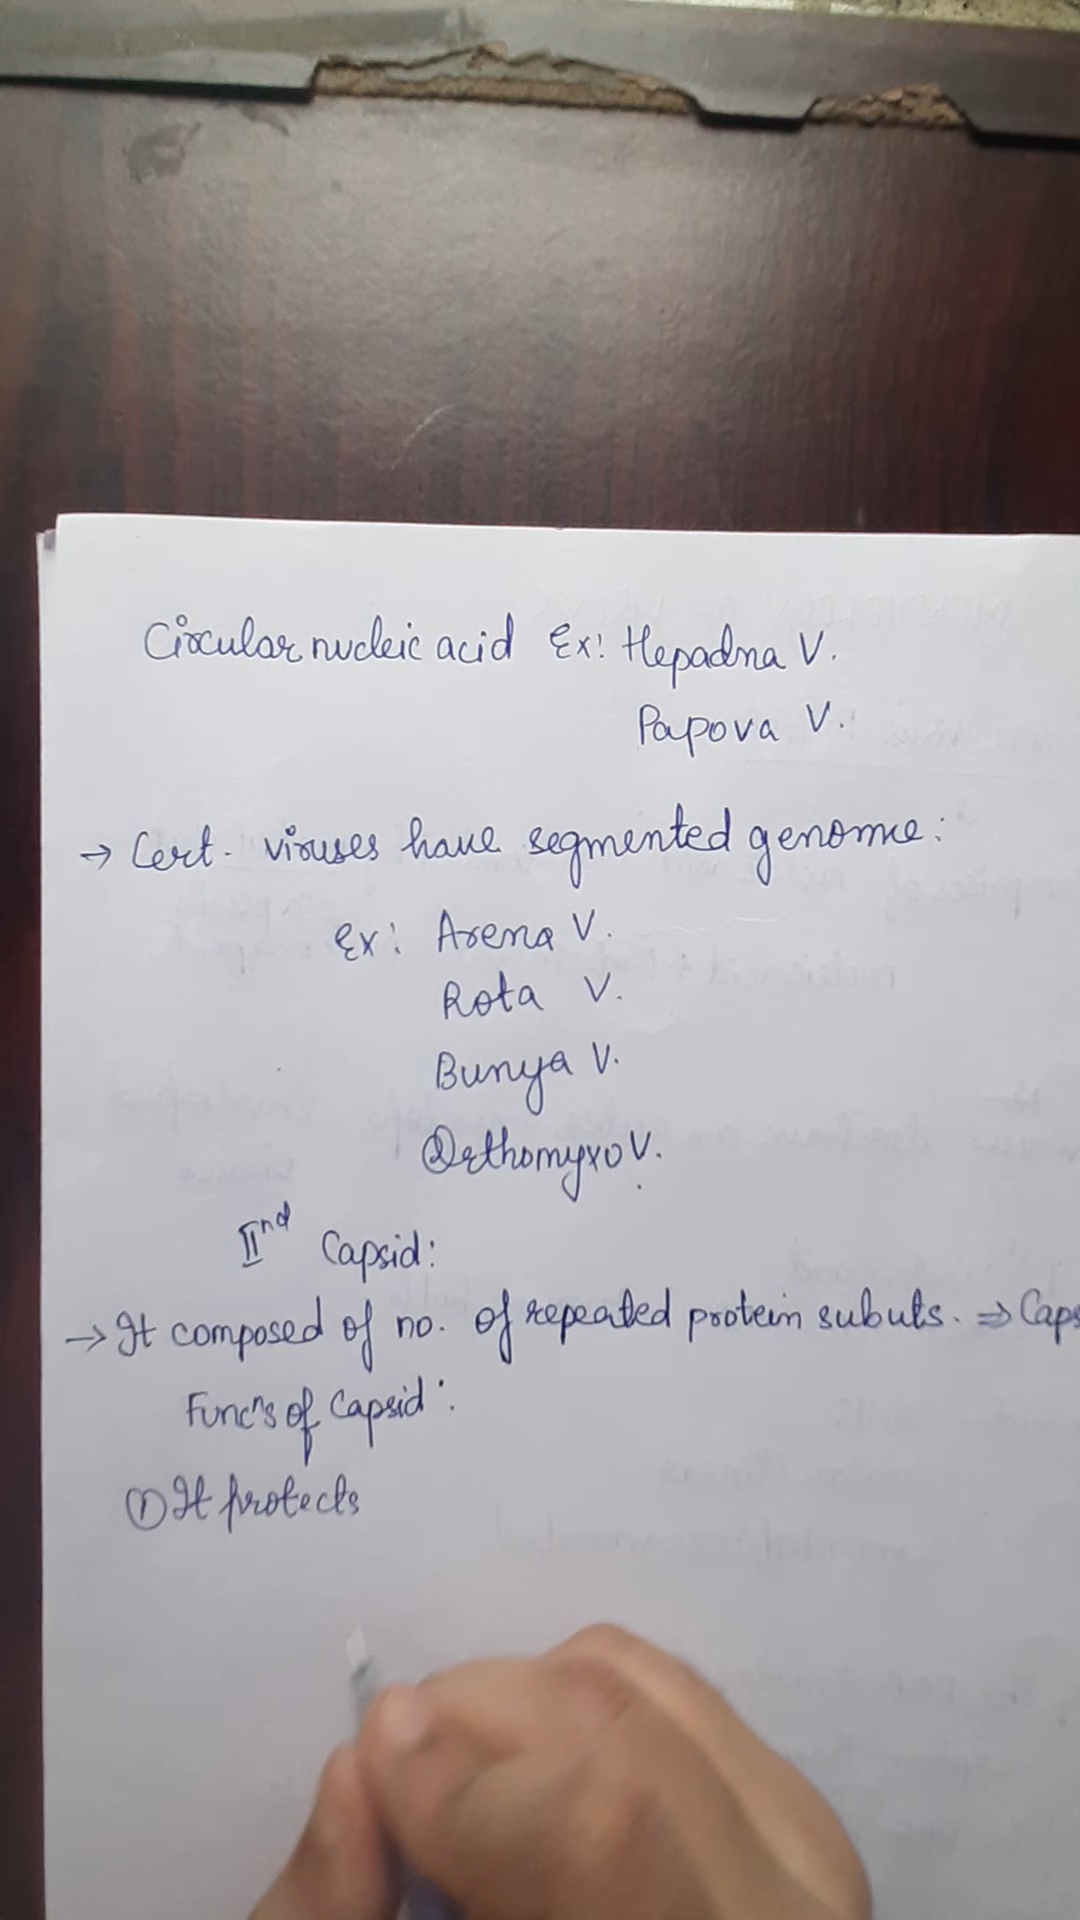 Circular nucleic acid Ex: Hepadna V.
Papova V.
→ Cert. viruses have segmented genome:
Ex: Arena V.
Rota V.
Bunya V.
Orthomyxo V.
IInd Capsid:
→ It composed of no. of repeated protein subuts. ⇒ Caps
Func's of Capsid:
① It protects